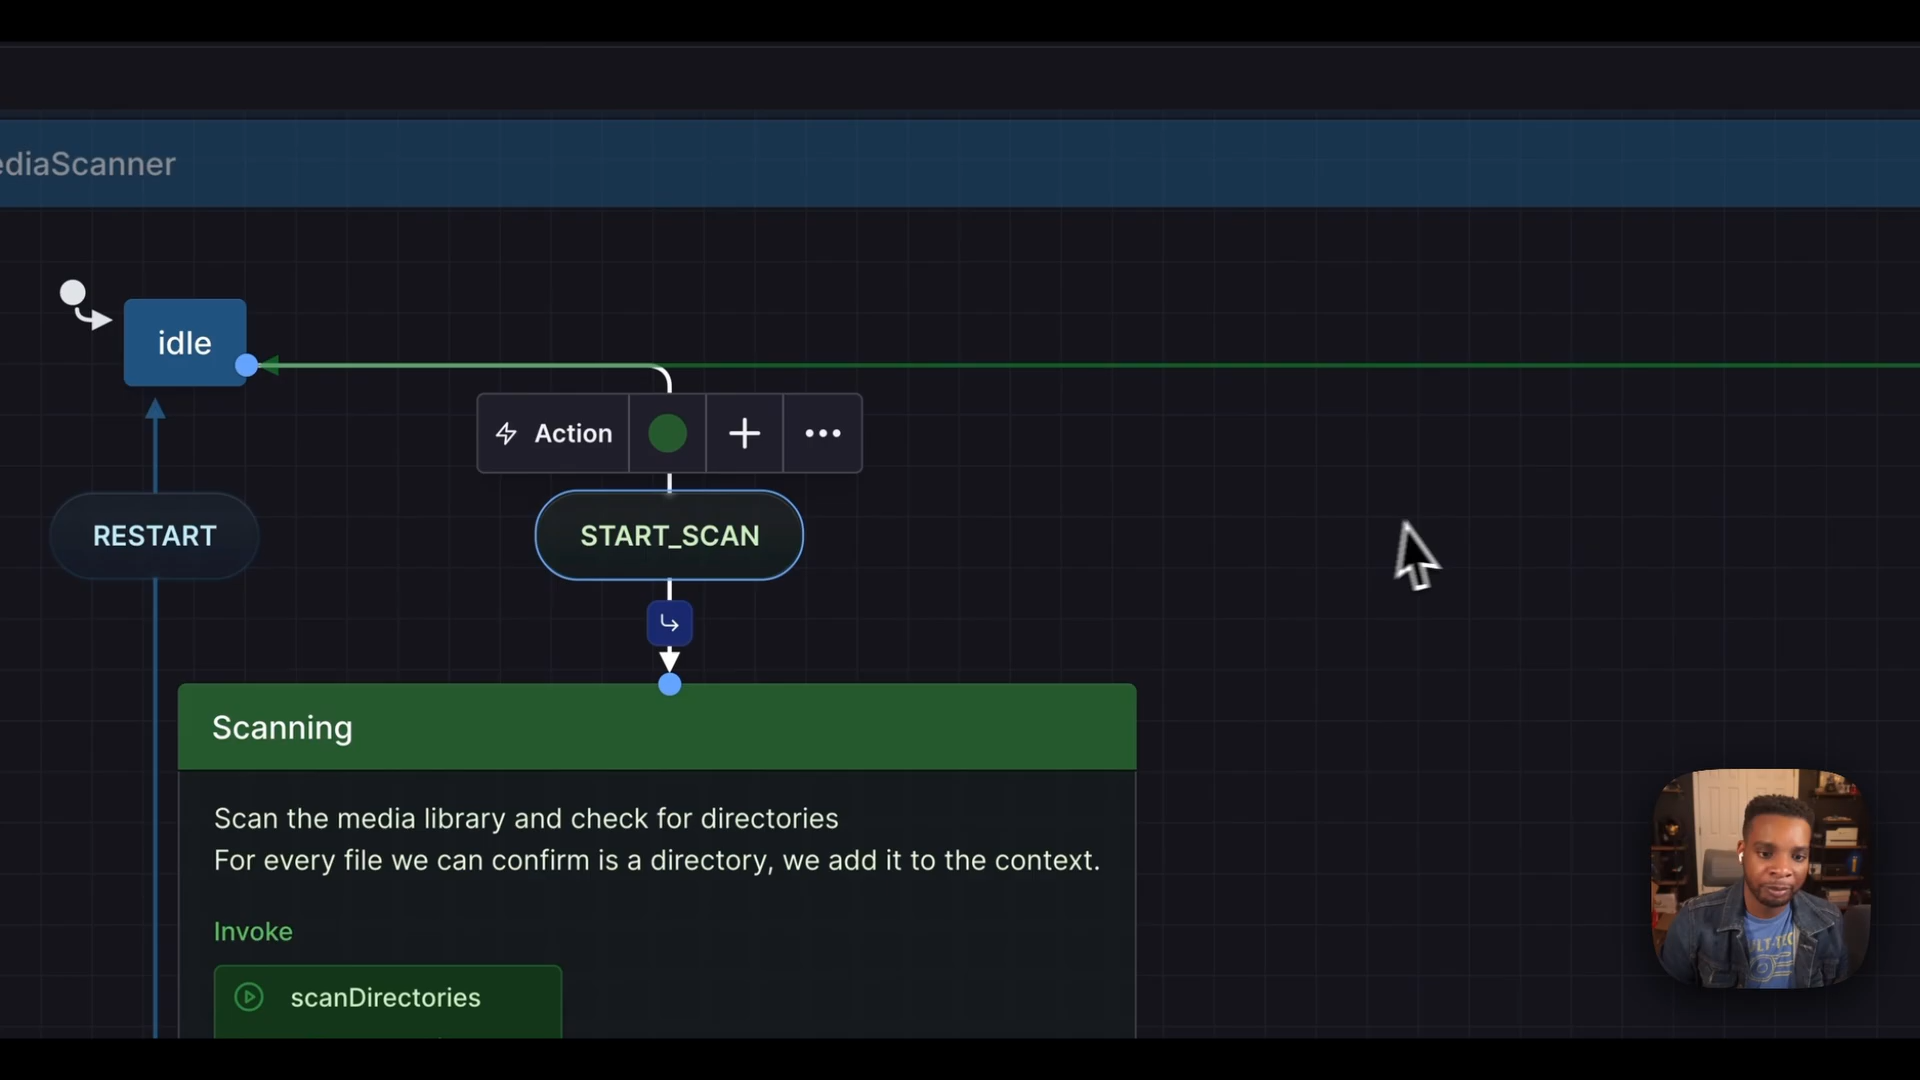 ediaScanner
idle
Action
RESTART
START_SCAN
Scanning
Scan the media library and check for directories
For every file we can confirm is a directory, we add it to the context.
Invoke
scanDirectories